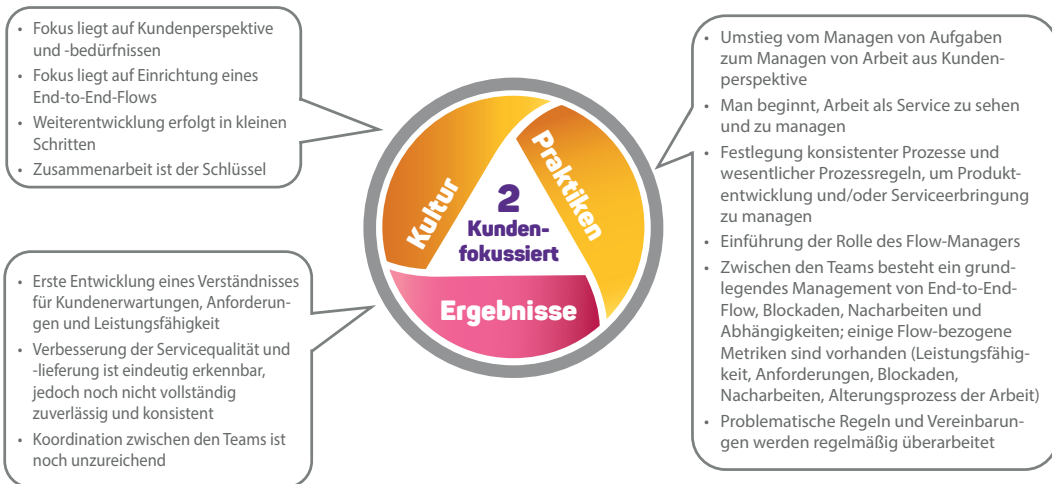 • Fokus liegt auf Kundenperspektive
und -bedürfnissen
• Fokus liegt auf Einrichtung eines
End-to-End-Flows
• Weiterentwicklung erfolgt in kleinen
Schritten
• Zusammenarbeit ist der Schlüssel
• Erste Entwicklung eines Verständnisses
für Kundenerwartungen, Anforderun-
gen und Leistungsfähigkeit
• Verbesserung der Servicequalität und
-lieferung ist eindeutig erkennbar,
jedoch noch nicht vollständig
zuverlässig und konsistent
• Koordination zwischen den Teams ist
noch unzureichend
Kultur
Praktiken
2
Kunden-
fokussiert
Ergebnisse
• Umstieg vom Managen von Aufgaben
zum Managen von Arbeit aus Kunden-
perspektive
• Man beginnt, Arbeit als Service zu sehen
und zu managen
• Festlegung konsistenter Prozesse und
wesentlicher Prozessregeln, um Produkt-
entwicklung und/oder Serviceerbringung
zu managen
• Einführung der Rolle des Flow-Managers
• Zwischen den Teams besteht ein grund-
legendes Management von End-to-End-
Flow, Blockaden, Nacharbeiten und
Abhängigkeiten; einige Flow-bezogene
Metriken sind vorhanden (Leistungsfähig-
keit, Anforderungen, Blockaden,
Nacharbeiten, Alterungsprozess der Arbeit)
• Problematische Regeln und Vereinbarun-
gen werden regelmäßig überarbeitet